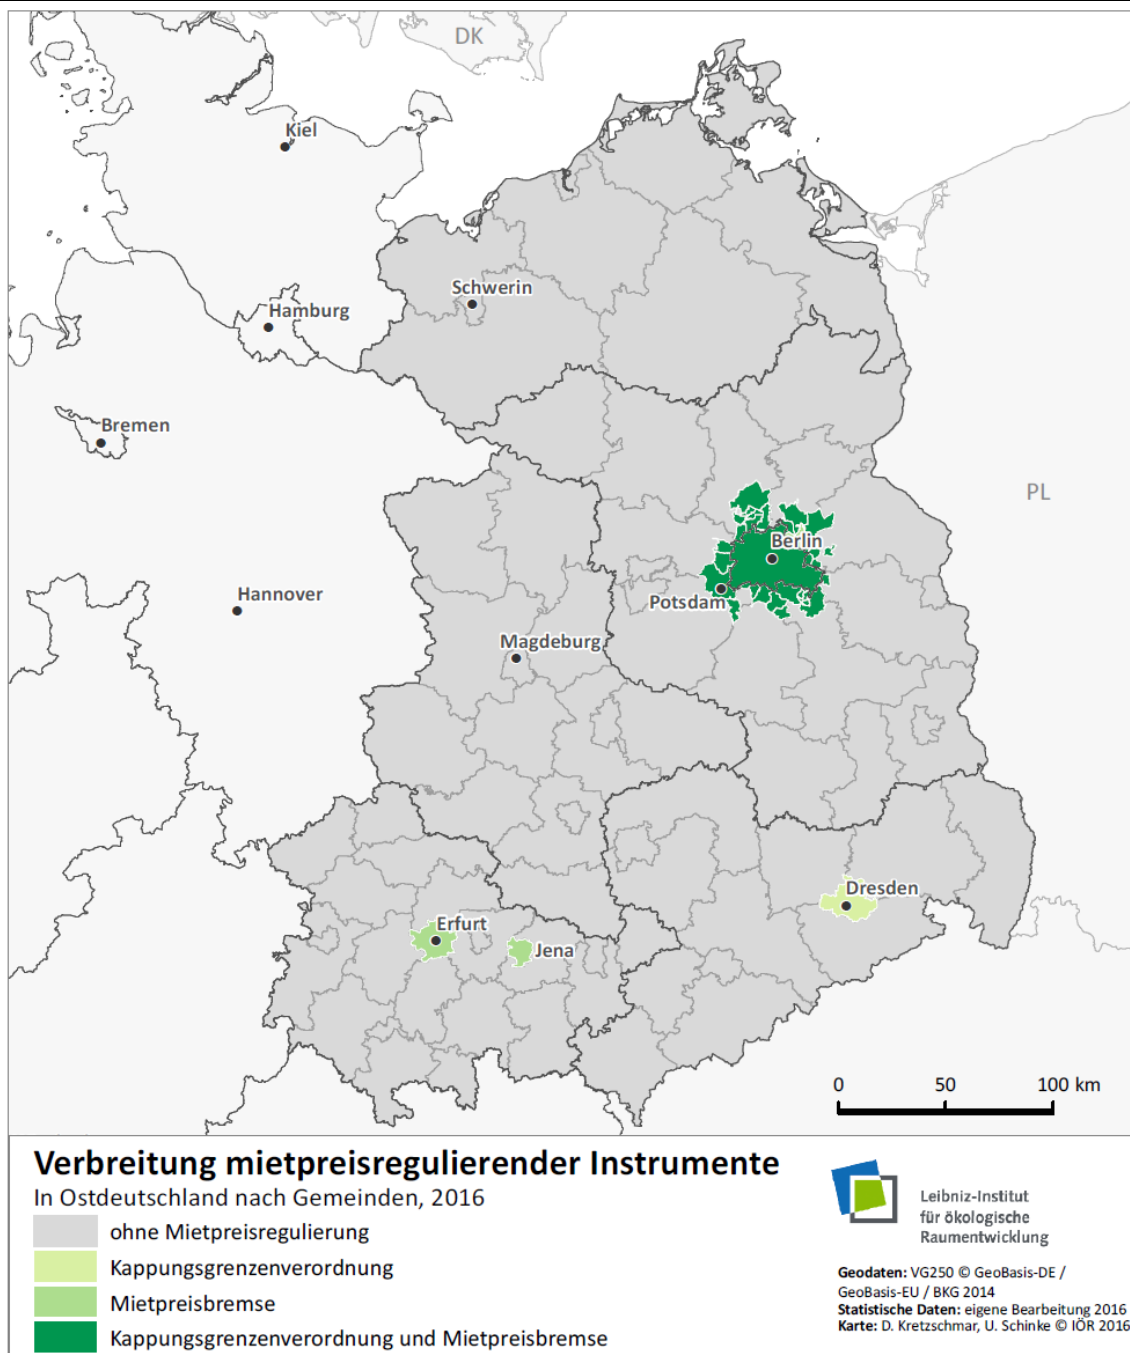 DK
Kiel
Schwerin
Hamburg
Bremen
PL
Berlin
Hannover
Potsdam
Magdeburg
Dresden
Erfurt
Jena
0 50 100 km
Verbreitung mietpreisregulierender Instrumente
In Ostdeutschland nach Gemeinden, 2016
ohne Mietpreisregulierung
Kappungsgrenzenverordnung
Mietpreisbremse
Kappungsgrenzenverordnung und Mietpreisbremse
Leibniz-Institut
für ökologische
Raumentwicklung
Geodaten: VG250 © GeoBasis-DE /
GeoBasis-EU / BKG 2014
Statistische Daten: eigene Bearbeitung 2016
Karte: D. Kretzschmar, U. Schinke © IÖR 2016